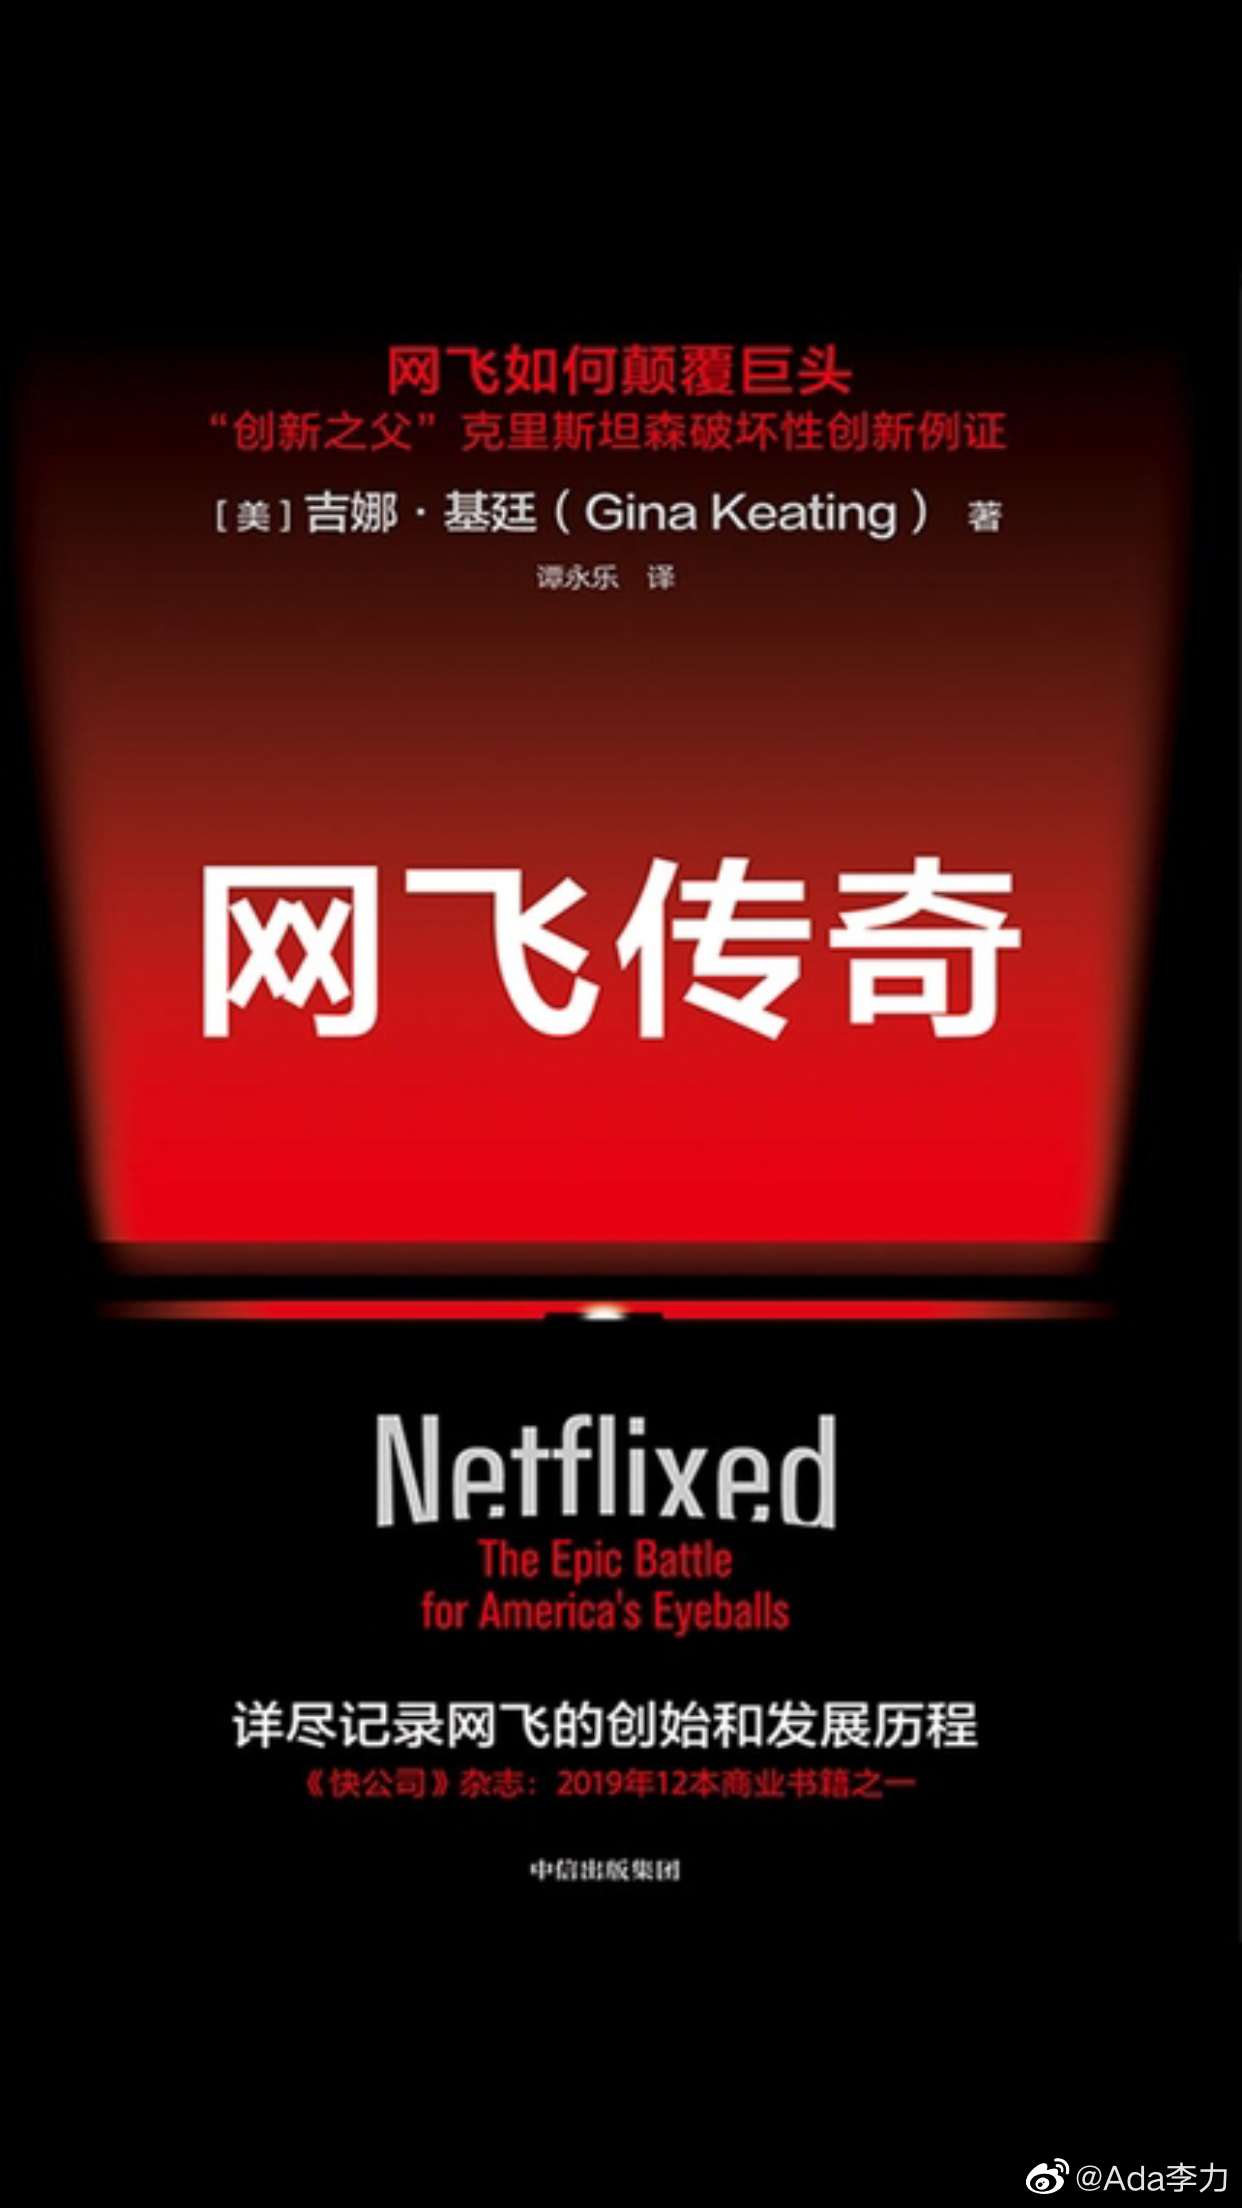 网飞如何颠覆巨头
“创新之父”克里斯坦森破坏性创新例证
[美]吉娜·基廷（Gina Keating） 著
谭永乐 译
网飞传奇
Netflixed
The Epic Battle
for America's Eyeballs
详尽记录网飞的创始和发展历程
《快公司》杂志：2019年12本商业书籍之一
中信出版集团
@Ada李力